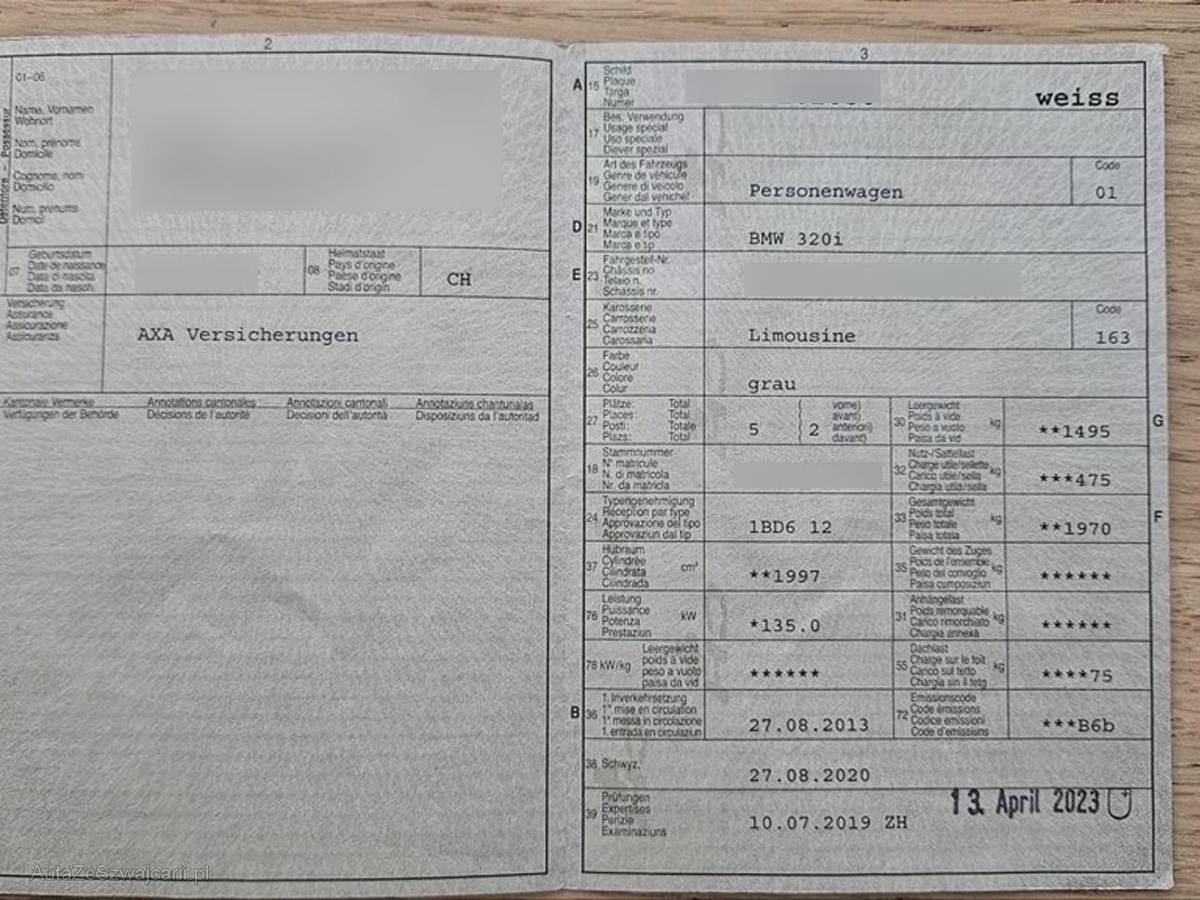 2
01-06
Name, Vornamen
Wohnort
Nom, prénoms
Domicile
Cognome, nomi
Domicilio
Num, prenums
Domicil
Détenteur - Possessur
07
Geburtsdatum
Date de naissance
Data di nascita
Data da nasch.
08
Heimatstaat
Pays d'origine
Paese d'origine
Stadi d'origin
CH
Versicherung
Assurance
Assicurazione
Assicuranza
AXA Versicherungen
Kantonale Vermerke
Verfügungen der Behörde
Annotations cantonales
Décisions de l'autorité
Annotazioni cantonali
Decisioni dell'autorità
Annotaziuns chantunalas
Disposiziuns da l'autoritad
3
A
15
Schild
Plaque
Targa
Numer
weiss
17
Bes. Verwendung
Usage spécial
Uso speciale
Diever spezial
19
Art des Fahrzeugs
Genre de véhicule
Genere di veicolo
Gener dal vehichel
Personenwagen
Code
01
D
21
Marke und Typ
Marque et type
Marca e tipo
Marca e tip
BMW 320i
E
23
Fahrgestell-Nr.
Châssis no
Telaio n.
Schassis nr.
25
Karosserie
Carrosserie
Carrozzeria
Carossaria
Limousine
Code
163
26
Farbe
Couleur
Colore
Colur
grau
27
Plätze: Total
Places: Total
Posti: Totale
Plazs: Total
5
2
vorne)
avant)
anteriori)
davant)
30
Leergewicht
Poids à vide
Peso a vuoto
Paisa da vid
kg
**1495
G
18
Stammnummer
N° matricule
N. di matricola
Nr. da matricla
32
Nutz-/Sattellast
Charge utile/sellette
Carico utile/sella
Chargia utila/sella
kg
***475
24
Typengenehmigung
Réception par type
Approvazione del tipo
Approvaziun dal tip
1BD6 12
33
Gesamtgewicht
Poids total
Peso totale
Paisa totala
kg
**1970
F
37
Hubraum
Cylindrée
Cilindrata
Cilindrada
cm³
**1997
35
Gewicht des Zuges
Poids de l'ensemble
Peso del convoglio
Paisa cumposiziun
kg
******
76
Leistung
Puissance
Potenza
Prestaziun
kW
*135.0
31
Anhängelast
Poids remorquable
Carico rimorchiato
Chargia annexa
kg
******
78 kW/kg
Leergewicht
poids à vide
peso a vuoto
paisa da vid
******
55
Dachlast
Charge sur le toit
Carico sul tetto
Chargia sin il tetg
kg
****75
B
36
1. Inverkehrsetzung
1re mise en circulation
1a messa in circolazione
1. entrada en circulaziun
27.08.2013
72
Emissionscode
Code émissions
Codice emissioni
Code d'emissiuns
***B6b
38 Schwyz,
27.08.2020
39
Prüfungen
Expertises
Perizie
Examinaziuns
10.07.2019 ZH
13. April 2023
AutaZeSzwajcarii.pl